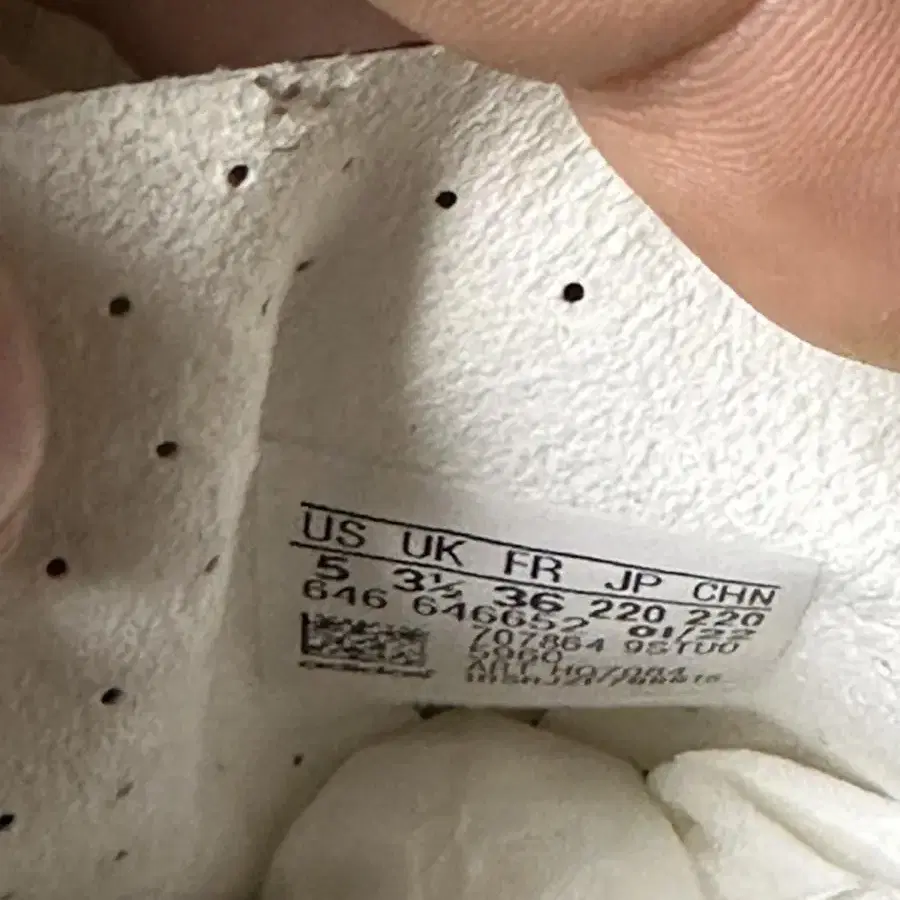 US UK FR JP CHN
5 3½ 36 220 220
646 646652 01/22
707864 9STU0
5960
ART HQ7084